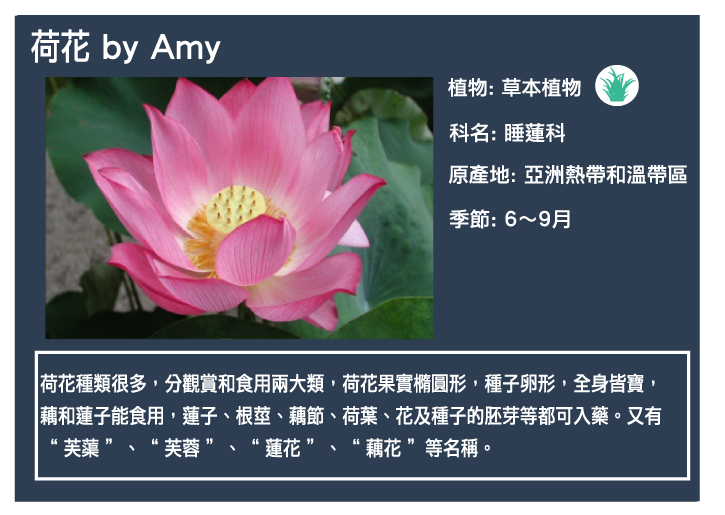 荷花 by Amy
植物: 草本植物
科名: 睡蓮科
原產地: 亞洲熱帶和溫帶區
季節: 6～9月
荷花種類很多，分觀賞和食用兩大類，荷花果實橢圓形，種子卵形，全身皆寶，
藕和蓮子能食用，蓮子、根莖、藕節、荷葉、花及種子的胚芽等都可入藥。又有
“ 芙蕖 ”、“ 芙蓉 ”、“ 蓮花 ”、“ 藕花 ” 等名稱。